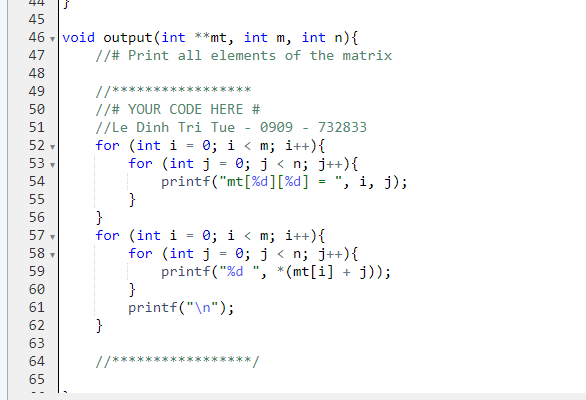 44 }
45
46 void output(int **mt, int m, int n){
47     //# Print all elements of the matrix
48
49     //*****************
50     //# YOUR CODE HERE #
51     //Le Dinh Tri Tue - 0909 - 732833
52     for (int i = 0; i < m; i++){
53         for (int j = 0; j < n; j++){
54             printf("mt[%d][%d] = ", i, j);
55         }
56     }
57     for (int i = 0; i < m; i++){
58         for (int j = 0; j < n; j++){
59             printf("%d ", *(mt[i] + j));
60         }
61         printf("\n");
62     }
63
64     //*****************/
65